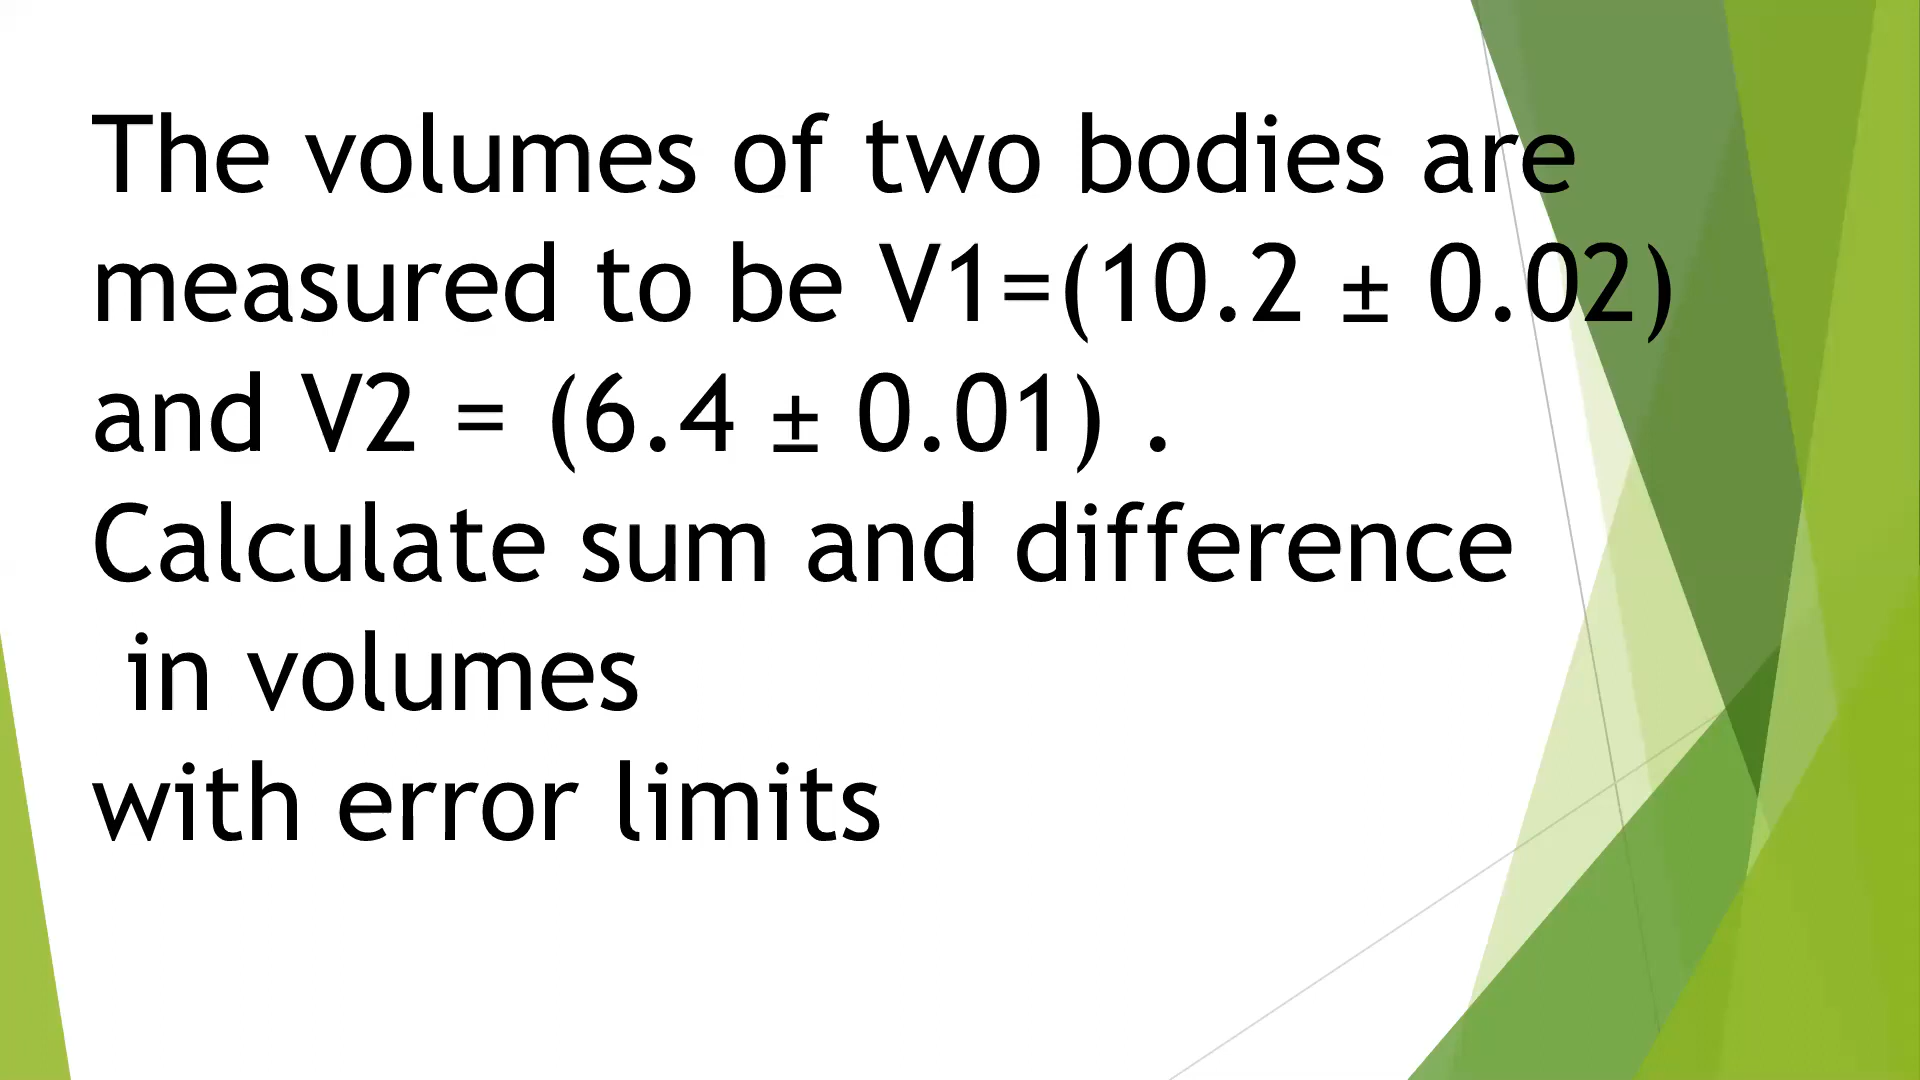 The volumes of two bodies are
measured to be V1=(10.2 ± 0.02)
and V2 = (6.4 ± 0.01) .
Calculate sum and difference
in volumes
with error limits